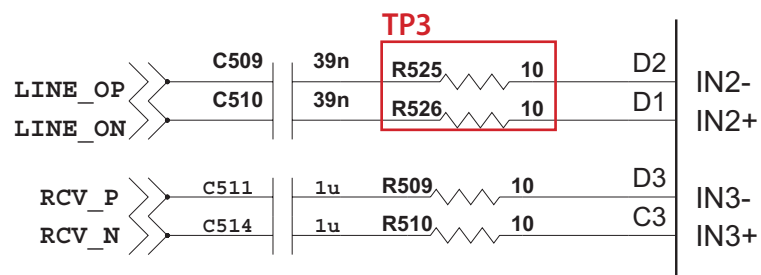 TP3
C509 39n R525 10 D2
LINE_OP IN2-
C510 39n R526 10 D1
LINE_ON IN2+
C511 1u R509 10 D3
RCV_P IN3-
C514 1u R510 10 C3
RCV_N IN3+